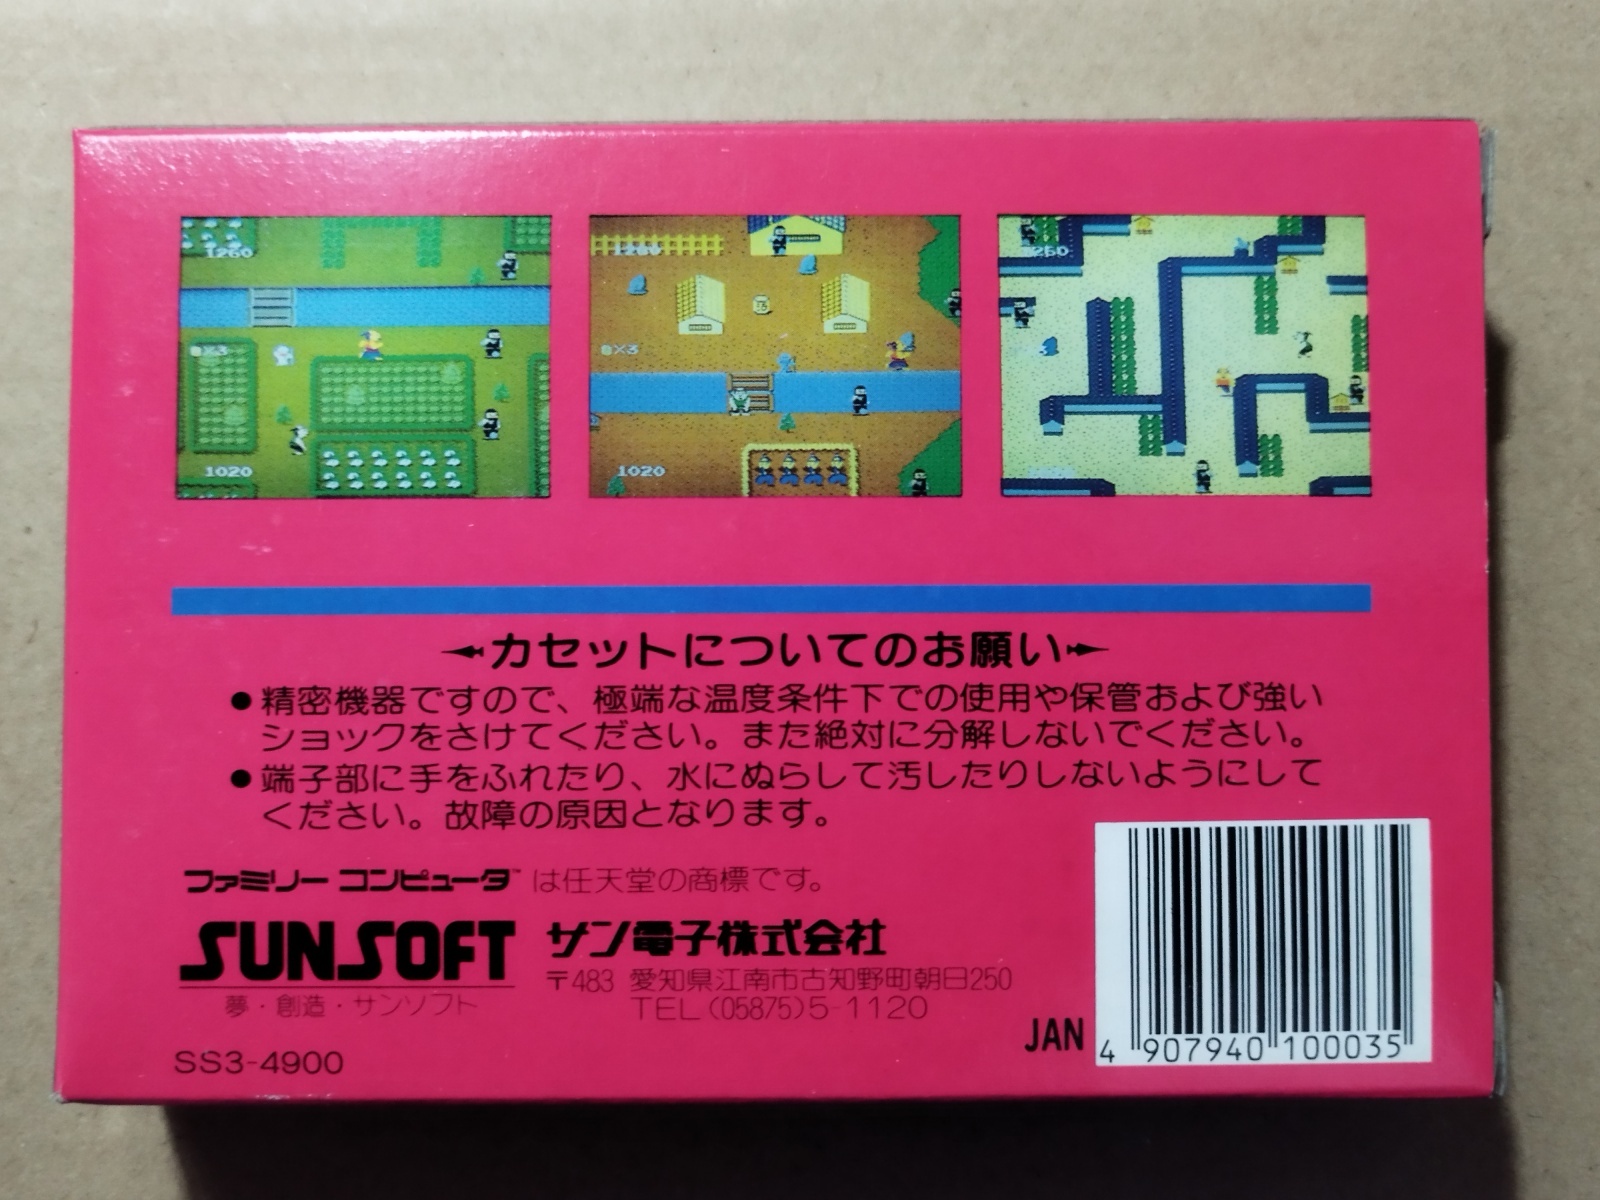 1260
×3
1020
1260
×3
1020
1260
カセットについてのお願い
●精密機器ですので、極端な温度条件下での使用や保管および強い
ショックをさけてください。また絶対に分解しないでください。
●端子部に手をふれたり、水にぬらして汚したりしないようにして
ください。故障の原因となります。
ファミリーコンピュータ™は任天堂の商標です。
SUNSOFT サン電子株式会社
〒483 愛知県江南市古知野町朝日250
夢・創造・サンソフト
TEL(05875)5-1120
SS3-4900
JAN
4 907940 100035